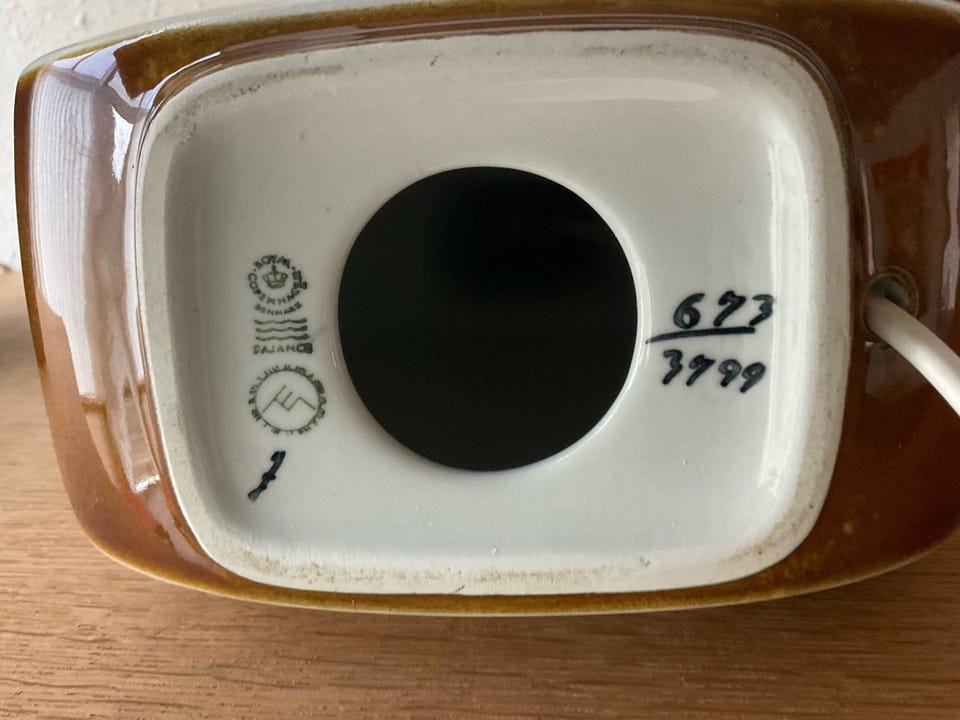 ROYAL
COPENHAGEN
DENMARK
FAJANCE
673
3799